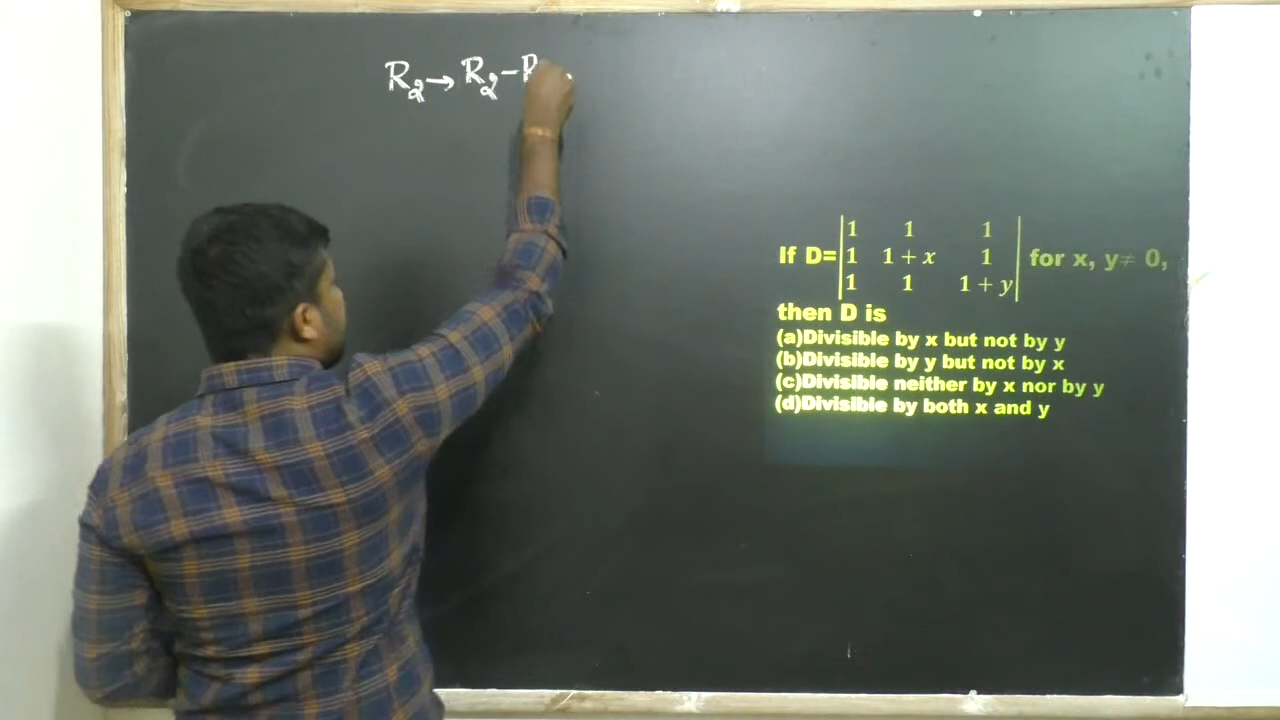 R₂→R₂-R
If D=|1 1 1|
|1 1+x 1| for x, y≠ 0,
|1 1 1+y|
then D is
(a)Divisible by x but not by y
(b)Divisible by y but not by x
(c)Divisible neither by x nor by y
(d)Divisible by both x and y